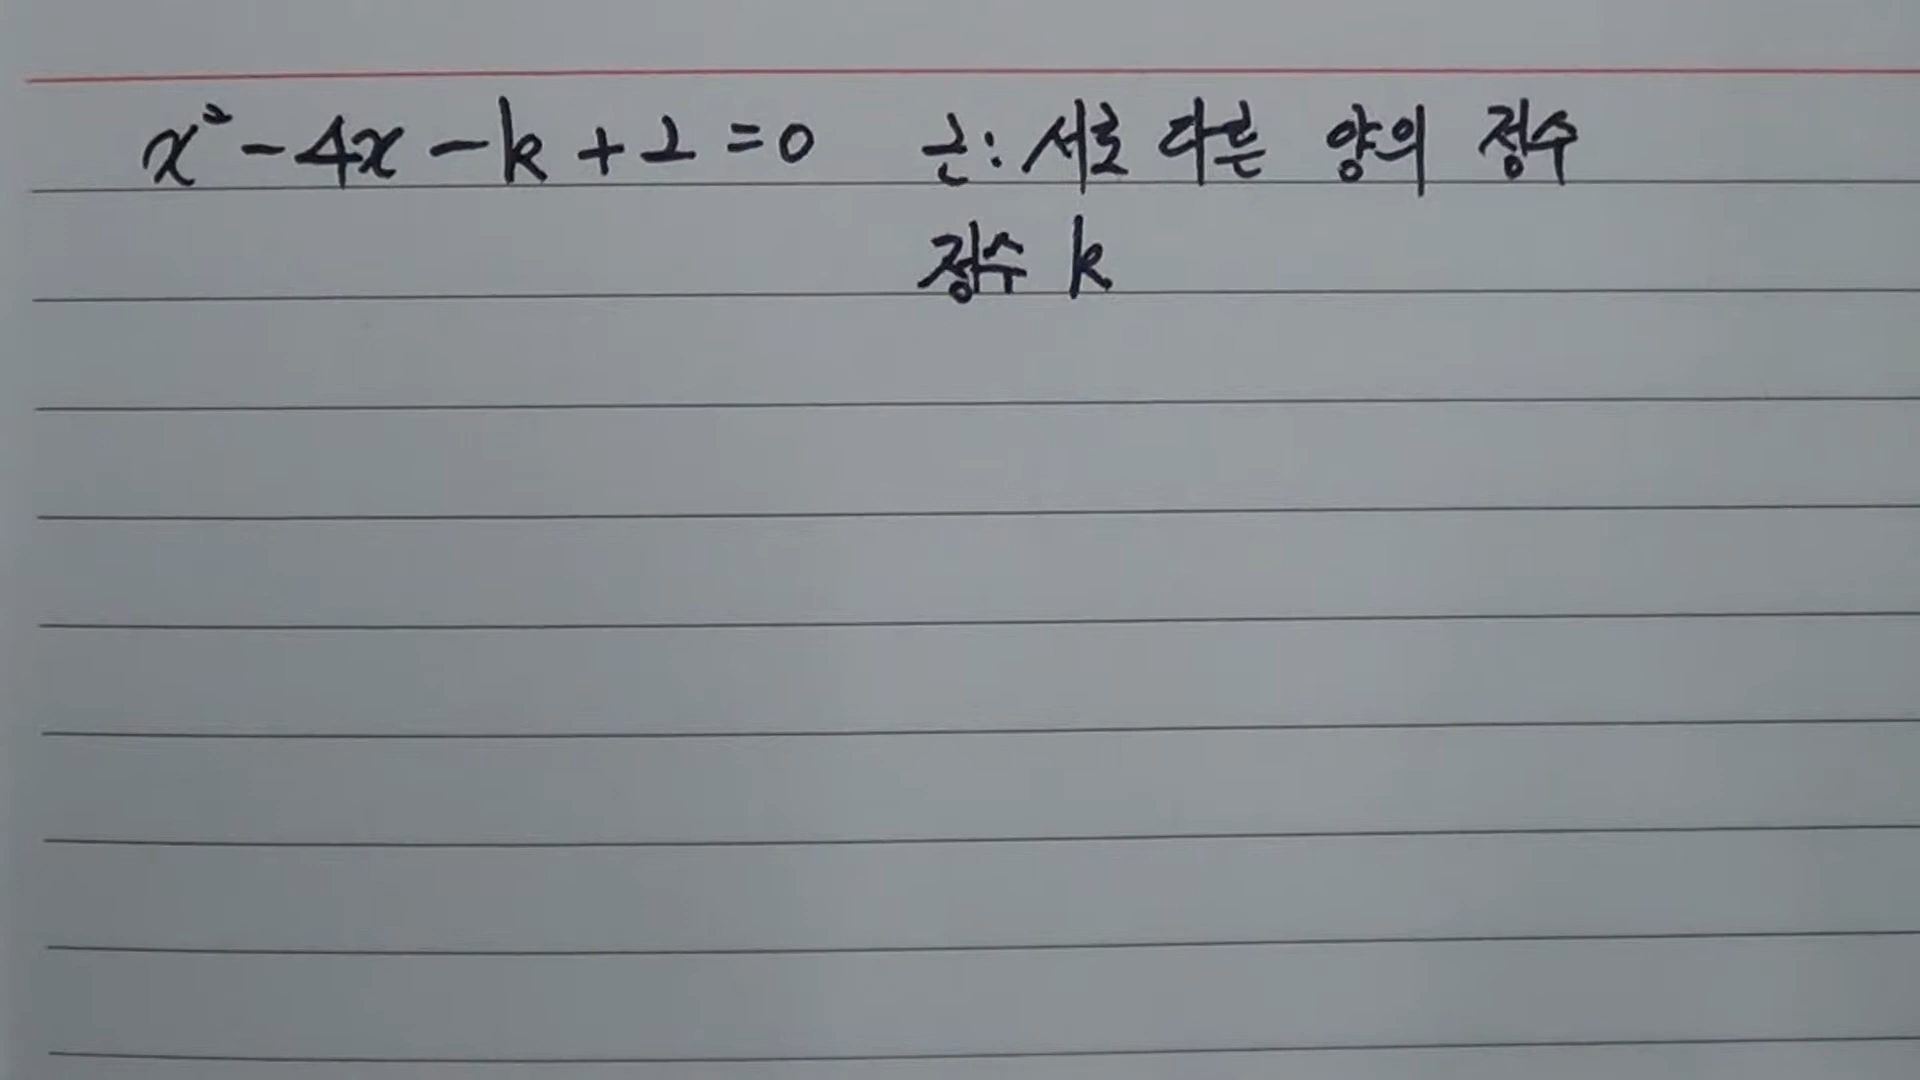 x² - 4x - k + 2 = 0 근: 서로 다른 양의 정수
정수 k